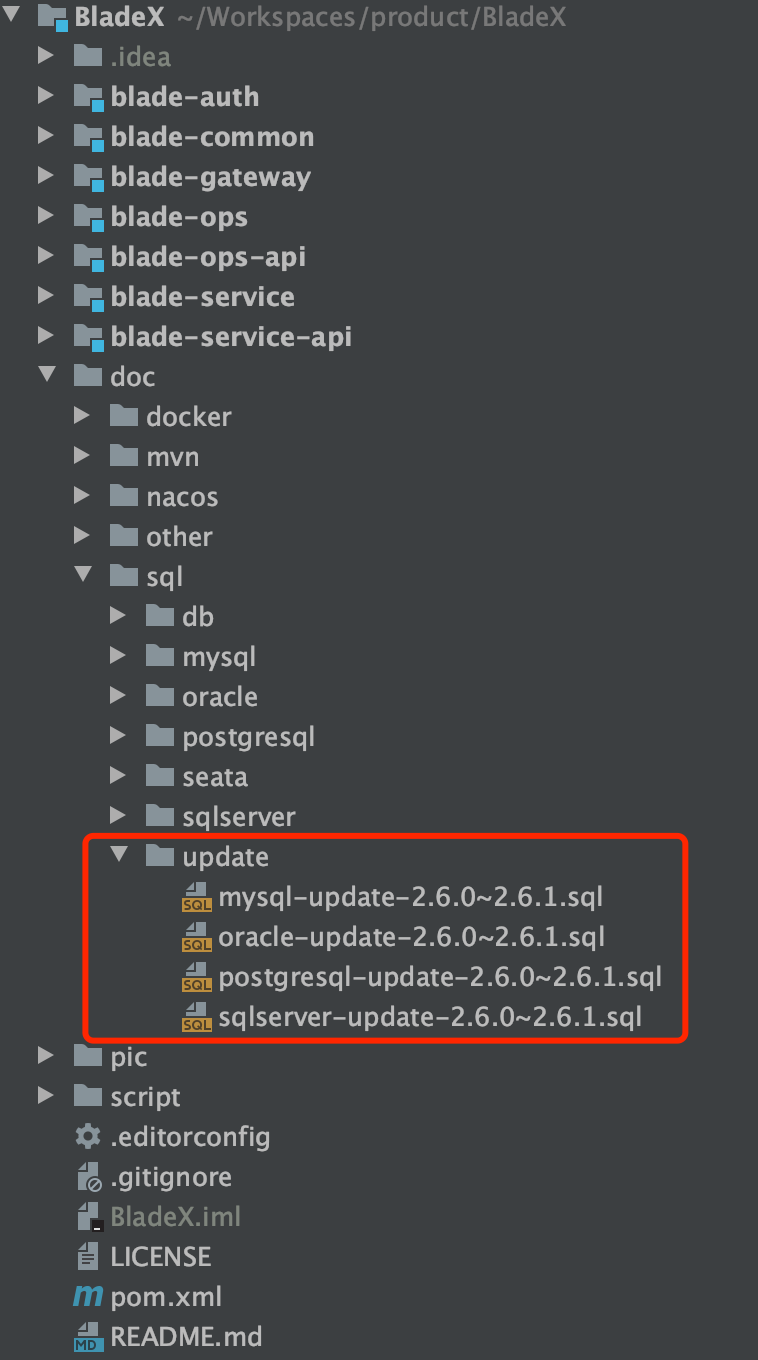 BladeX ~/Workspaces/product/BladeX
.idea
blade-auth
blade-common
blade-gateway
blade-ops
blade-ops-api
blade-service
blade-service-api
doc
docker
mvn
nacos
other
sql
db
mysql
oracle
postgresql
seata
sqlserver
update
SQL mysql-update-2.6.0~2.6.1.sql
SQL oracle-update-2.6.0~2.6.1.sql
SQL postgresql-update-2.6.0~2.6.1.sql
SQL sqlserver-update-2.6.0~2.6.1.sql
pic
script
.editorconfig
.gitignore
BladeX.iml
LICENSE
m pom.xml
MD README.md